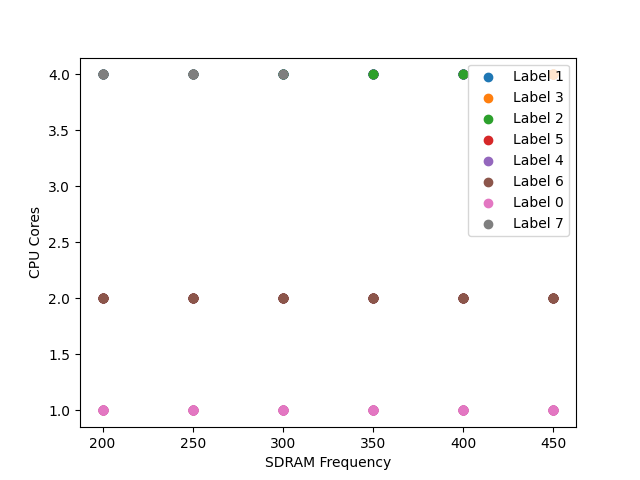 4.0
3.5
3.0
2.5
2.0
1.5
1.0
CPU Cores
200 250 300 350 400 450
SDRAM Frequency
Label 1
Label 3
Label 2
Label 5
Label 4
Label 6
Label 0
Label 7